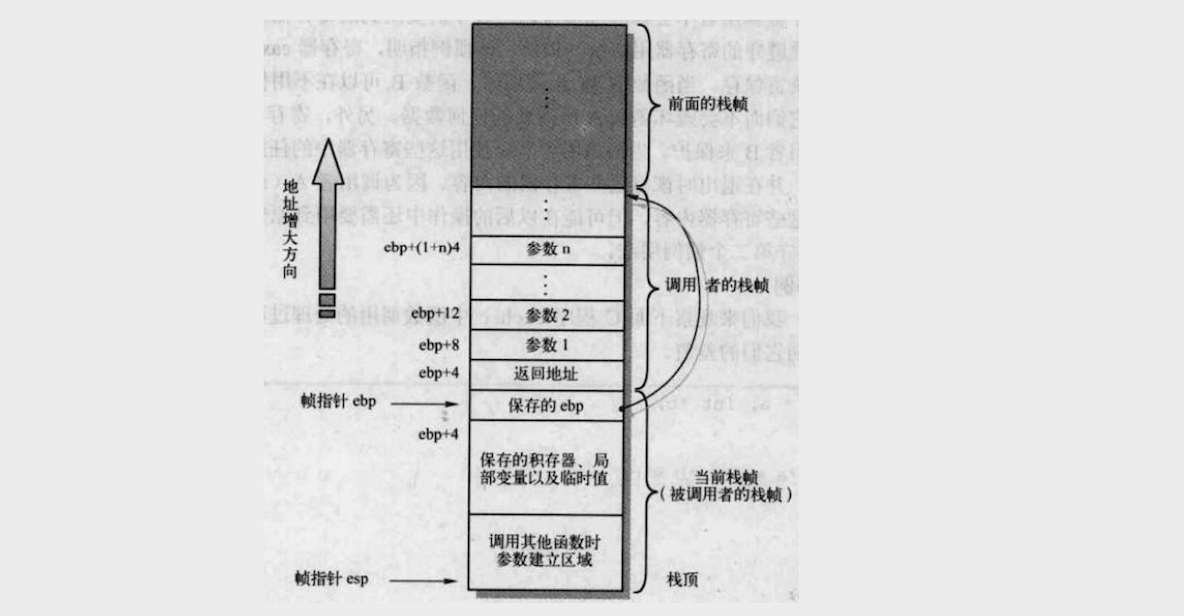 前面的栈帧
地址增大方向
ebp+(1+n)4
参数 n
调用者的栈帧
ebp+12
参数 2
ebp+8
参数 1
ebp+4
返回地址
帧指针 ebp
保存的 ebp
ebp+4
保存的积存器、局
部变量以及临时值
当前栈帧
(被调用者的栈帧)
调用其他函数时
参数建立区域
帧指针 esp
栈顶